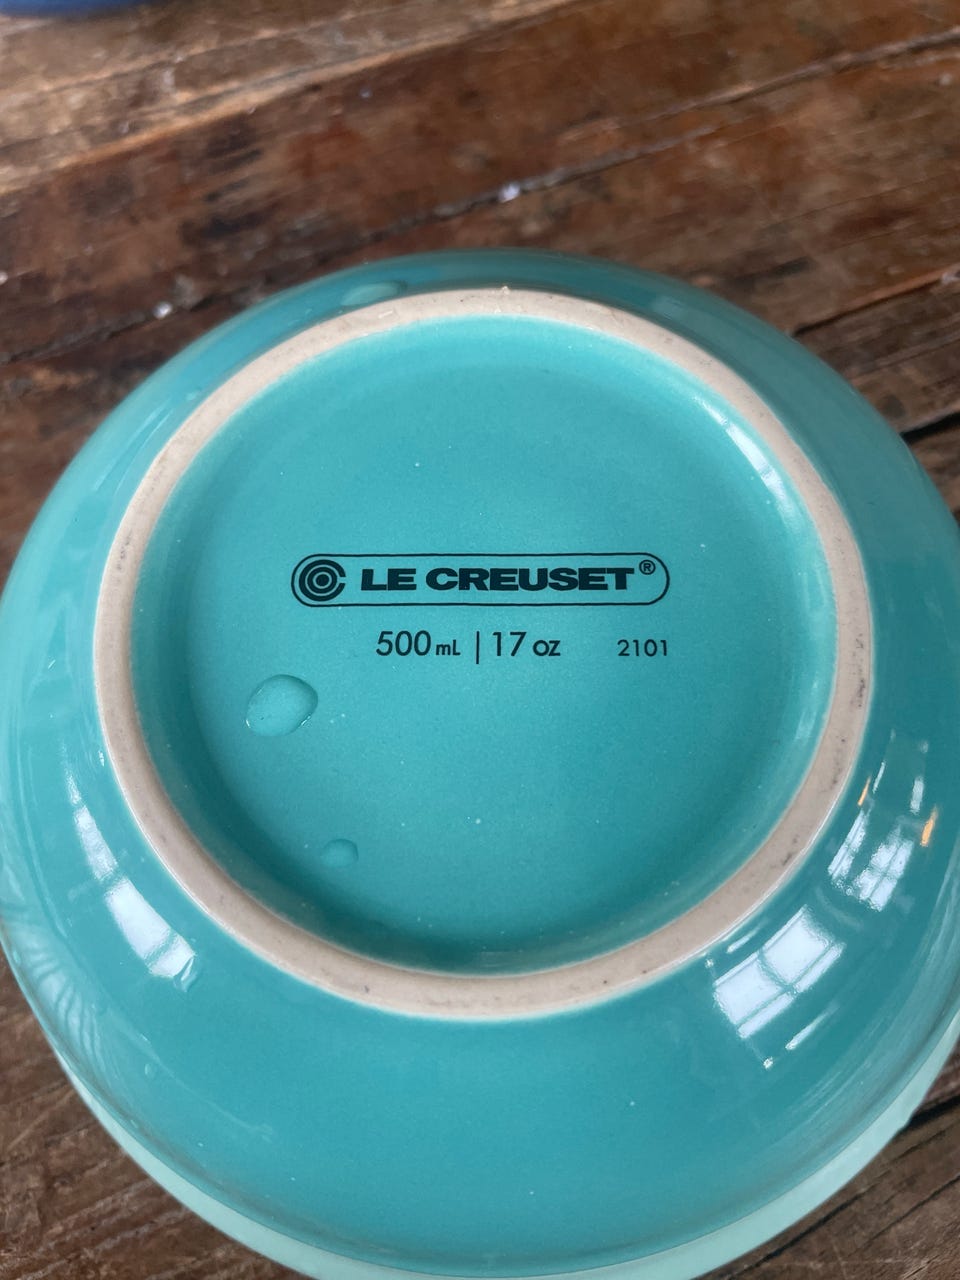 LE CREUSET®
500 mL | 17 oz 2101